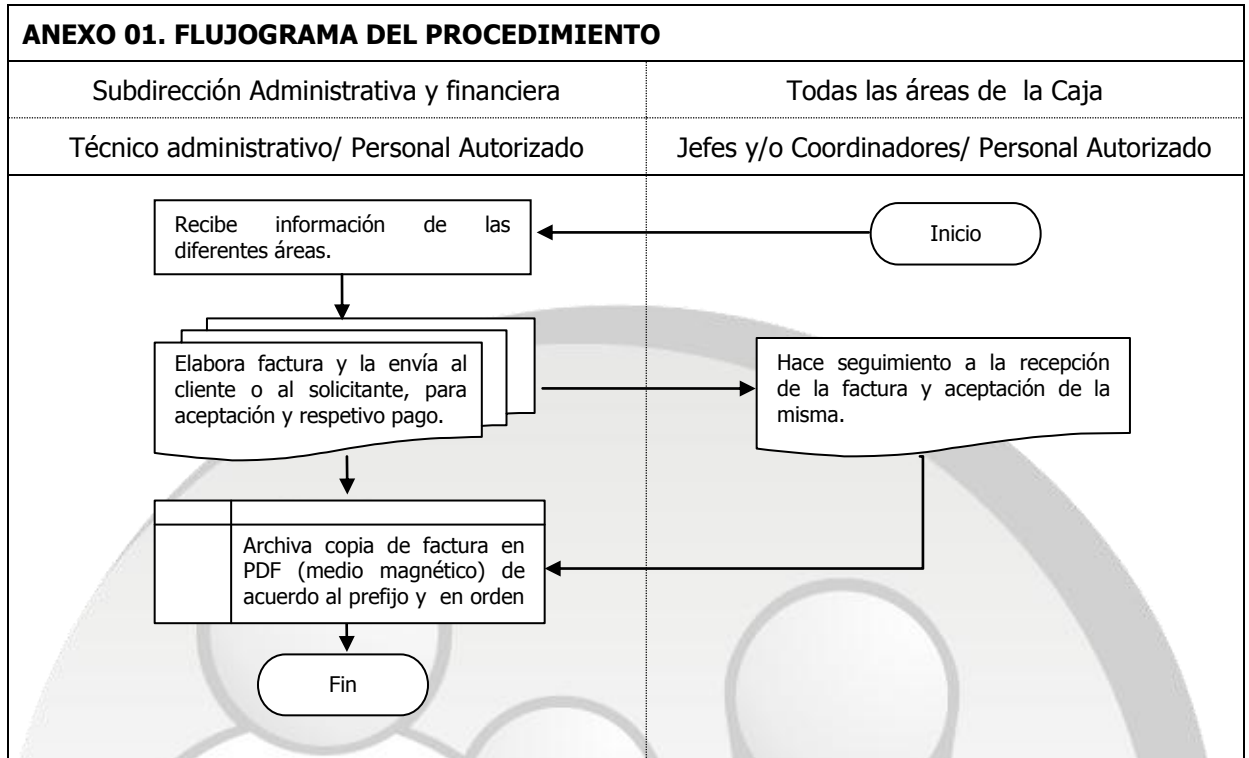 ANEXO 01. FLUJOGRAMA DEL PROCEDIMIENTO
Subdirección Administrativa y financiera
Todas las áreas de la Caja
Técnico administrativo/ Personal Autorizado
Jefes y/o Coordinadores/ Personal Autorizado
Inicio
Recibe información de las
diferentes áreas.
Elabora factura y la envía al
cliente o al solicitante, para
aceptación y respetivo pago.
Hace seguimiento a la recepción
de la factura y aceptación de la
misma.
Archiva copia de factura en
PDF (medio magnético) de
acuerdo al prefijo y en orden
Fin